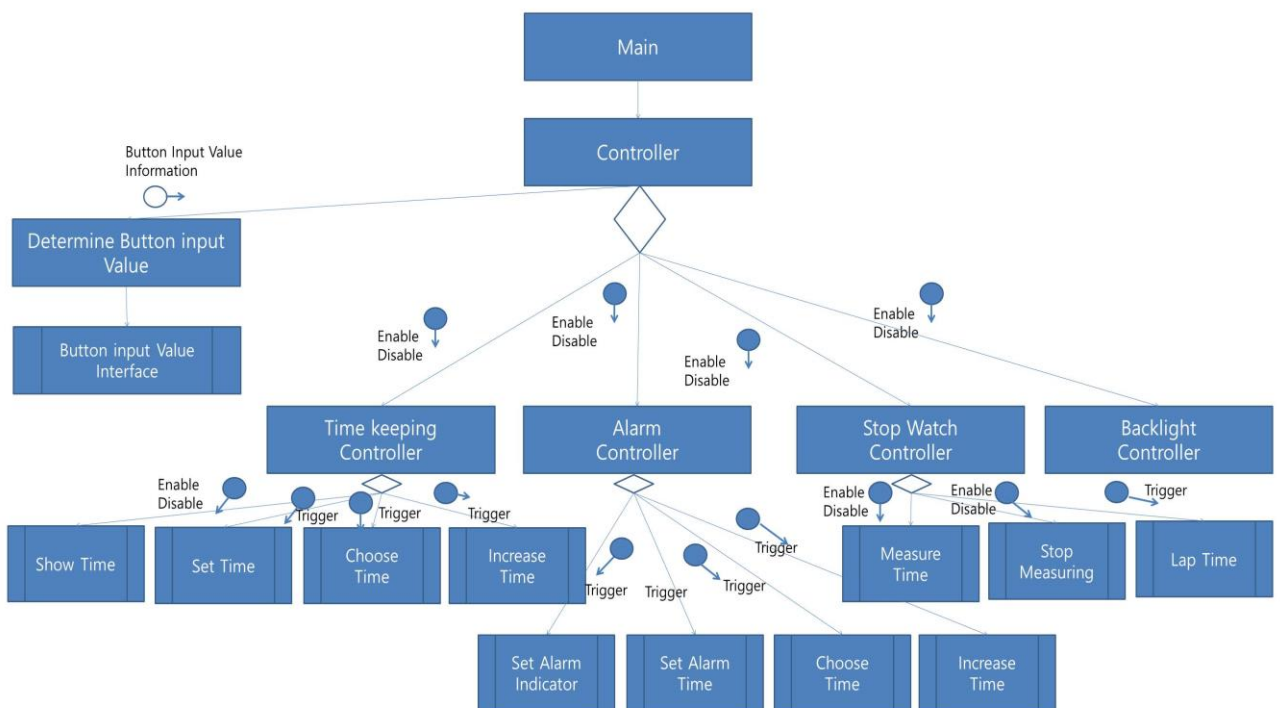 Main
Controller
Button Input Value
Information
Determine Button input
Value
Button input Value
Interface
Enable
Disable
Enable
Disable
Enable
Disable
Enable
Disable
Time keeping
Controller
Alarm
Controller
Stop Watch
Controller
Backlight
Controller
Enable
Disable
Trigger
Trigger
Trigger
Enable
Disable
Enable
Disable
Trigger
Show Time
Set Time
Choose
Time
Increase Time
Trigger
Trigger
Trigger
Trigger
Measure
Time
Stop
Measuring
Lap Time
Set Alarm
Indicator
Set Alarm
Time
Choose
Time
Increase
Time